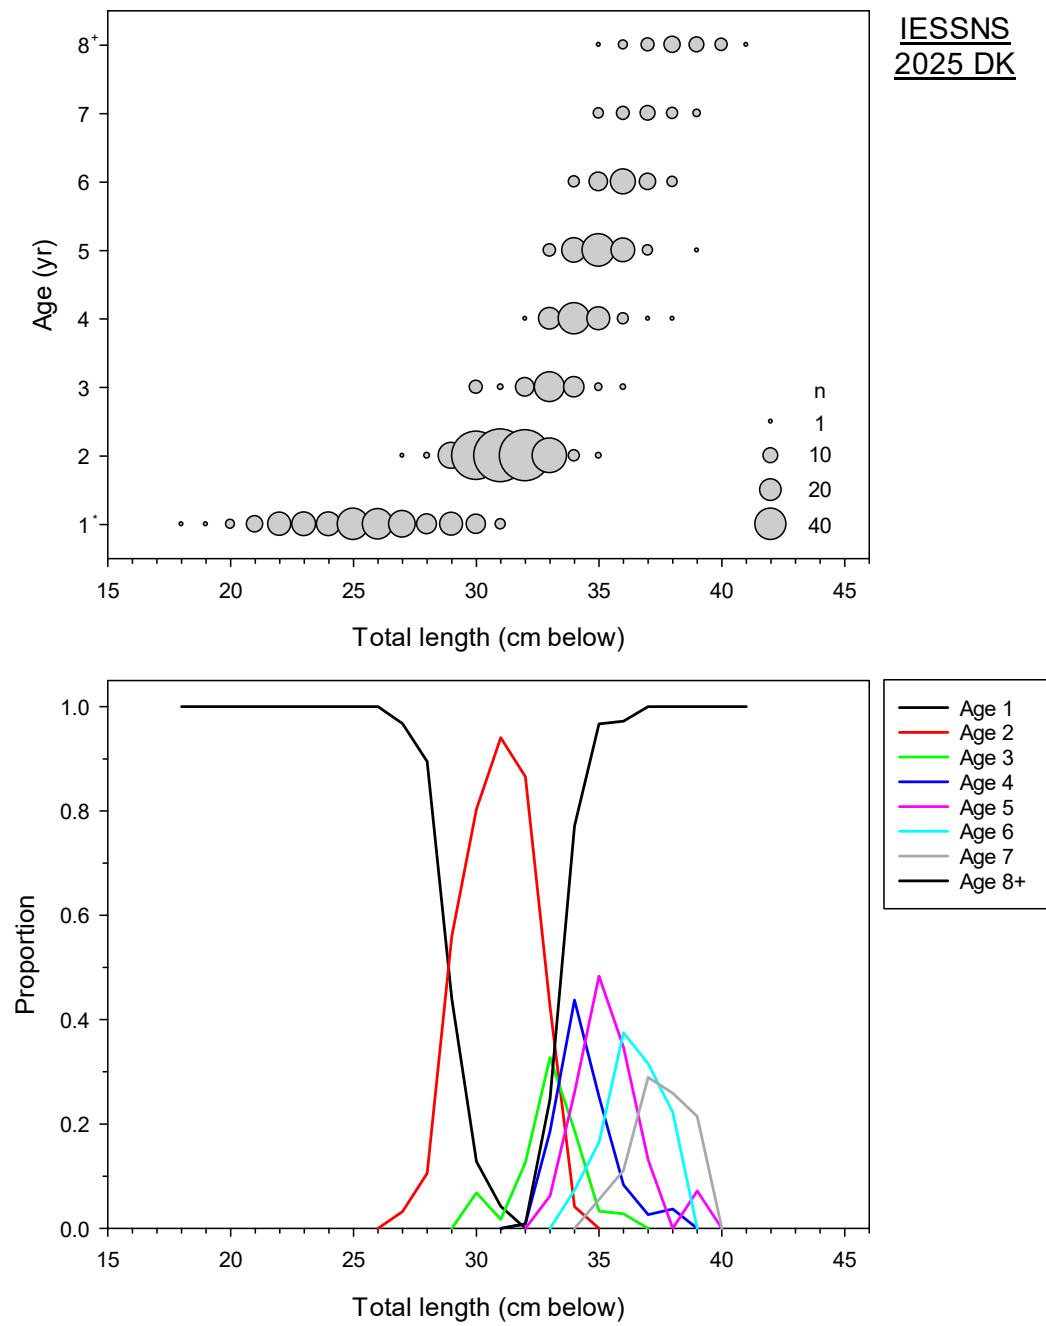 IESSNS
2025 DK
8+
7
6
5
4
3
2
1*
Age (yr)
n
1
10
20
40
15 20 25 30 35 40 45
Total length (cm below)
1.0
0.8
0.6
0.4
0.2
0.0
Proportion
Age 1
Age 2
Age 3
Age 4
Age 5
Age 6
Age 7
Age 8+
15 20 25 30 35 40 45
Total length (cm below)